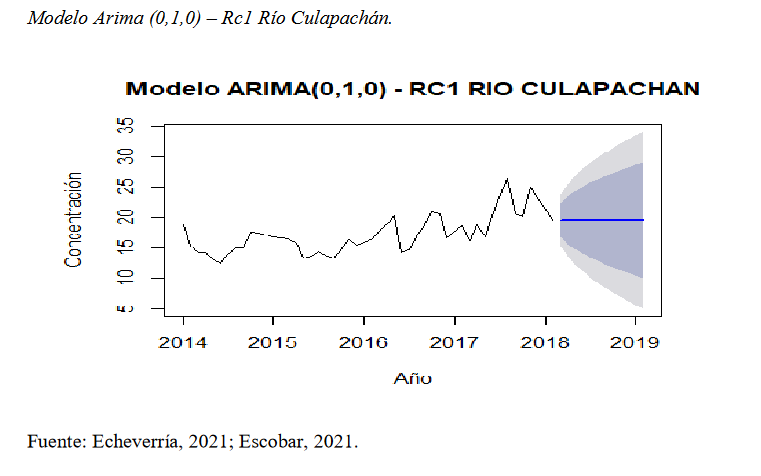 Modelo Arima (0,1,0) – Rc1 Río Culapachán.
Modelo ARIMA(0,1,0) - RC1 RIO CULAPACHAN
Concentración
35
30
25
20
15
10
5
2014 2015 2016 2017 2018 2019
Año
Fuente: Echeverría, 2021; Escobar, 2021.